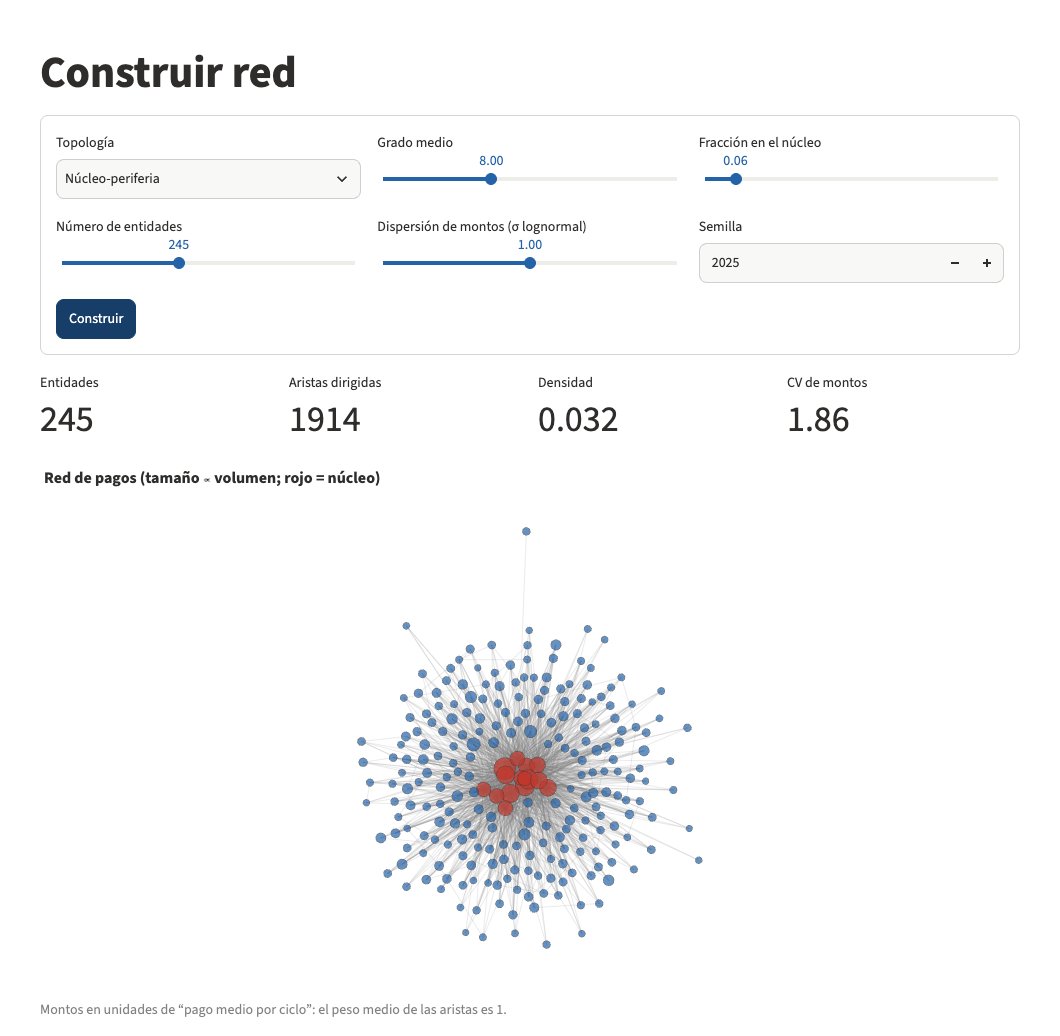 Construir red
Topología
Núcleo-periferia
Grado medio
8.00
Fracción en el núcleo
0.06
Número de entidades
245
Dispersión de montos (σ lognormal)
1.00
Semilla
2025
Construir
Entidades
245
Aristas dirigidas
1914
Densidad
0.032
CV de montos
1.86
Red de pagos (tamaño ∝ volumen; rojo = núcleo)
Montos en unidades de “pago medio por ciclo”: el peso medio de las aristas es 1.